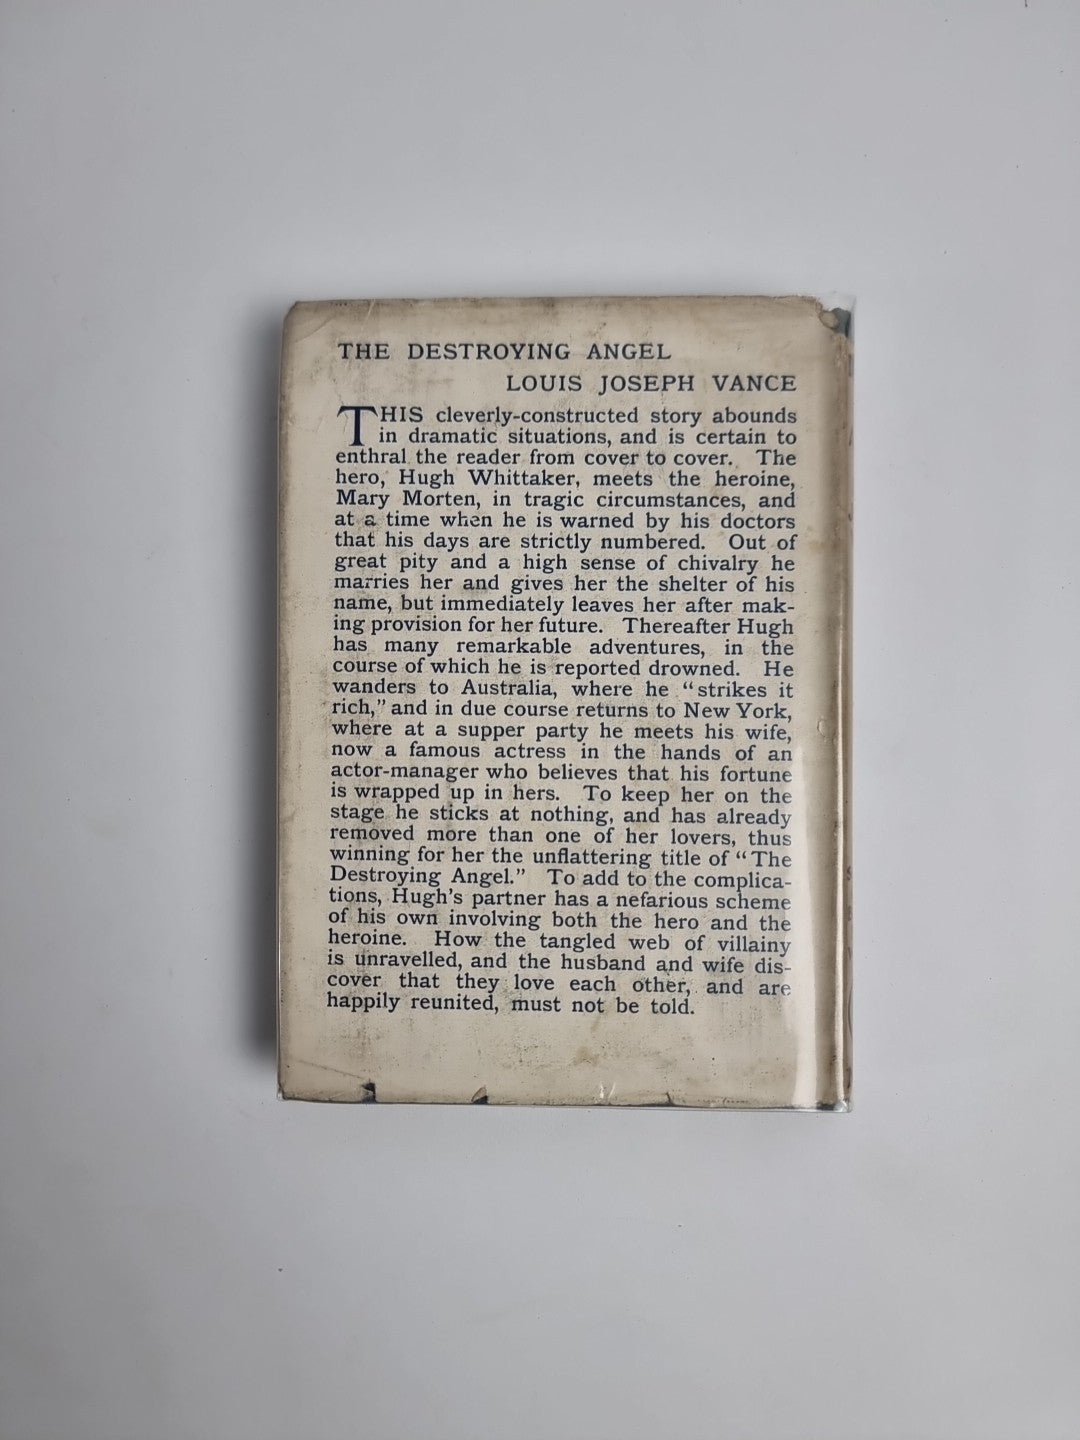 THE DESTROYING ANGEL
LOUIS JOSEPH VANCE
THIS cleverly-constructed story abounds
in dramatic situations, and is certain to
enthral the reader from cover to cover. The
hero, Hugh Whittaker, meets the heroine,
Mary Morten, in tragic circumstances, and
at a time when he is warned by his doctors
that his days are strictly numbered. Out of
great pity and a high sense of chivalry he
marries her and gives her the shelter of his
name, but immediately leaves her after mak-
ing provision for her future. Thereafter Hugh
has many remarkable adventures, in the
course of which he is reported drowned. He
wanders to Australia, where he “strikes it
rich,” and in due course returns to New York,
where at a supper party he meets his wife,
now a famous actress in the hands of an
actor-manager who believes that his fortune
is wrapped up in hers. To keep her on the
stage he sticks at nothing, and has already
removed more than one of her lovers, thus
winning for her the unflattering title of “The
Destroying Angel.” To add to the complica-
tions, Hugh’s partner has a nefarious scheme
of his own involving both the hero and the
heroine. How the tangled web of villainy
is unravelled, and the husband and wife dis-
cover that they love each other, and are
happily reunited, must not be told.